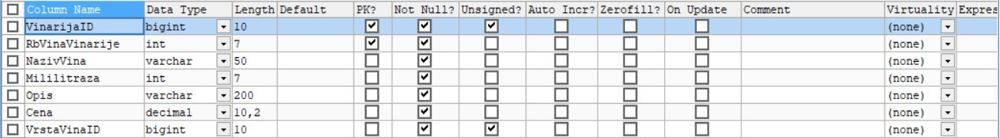 Column Name Data Type Length Default PK? Not Null? Unsigned? Auto Incr? Zerofill? On Update Comment Virtuality Expres
VinarijaID bigint 10 (none)
RbVinaVinarije int 7 (none)
NazivVina varchar 50 (none)
Mililitraza int 7 (none)
Opis varchar 200 (none)
Cena decimal 10,2 (none)
VrstaVinaID bigint 10 (none)